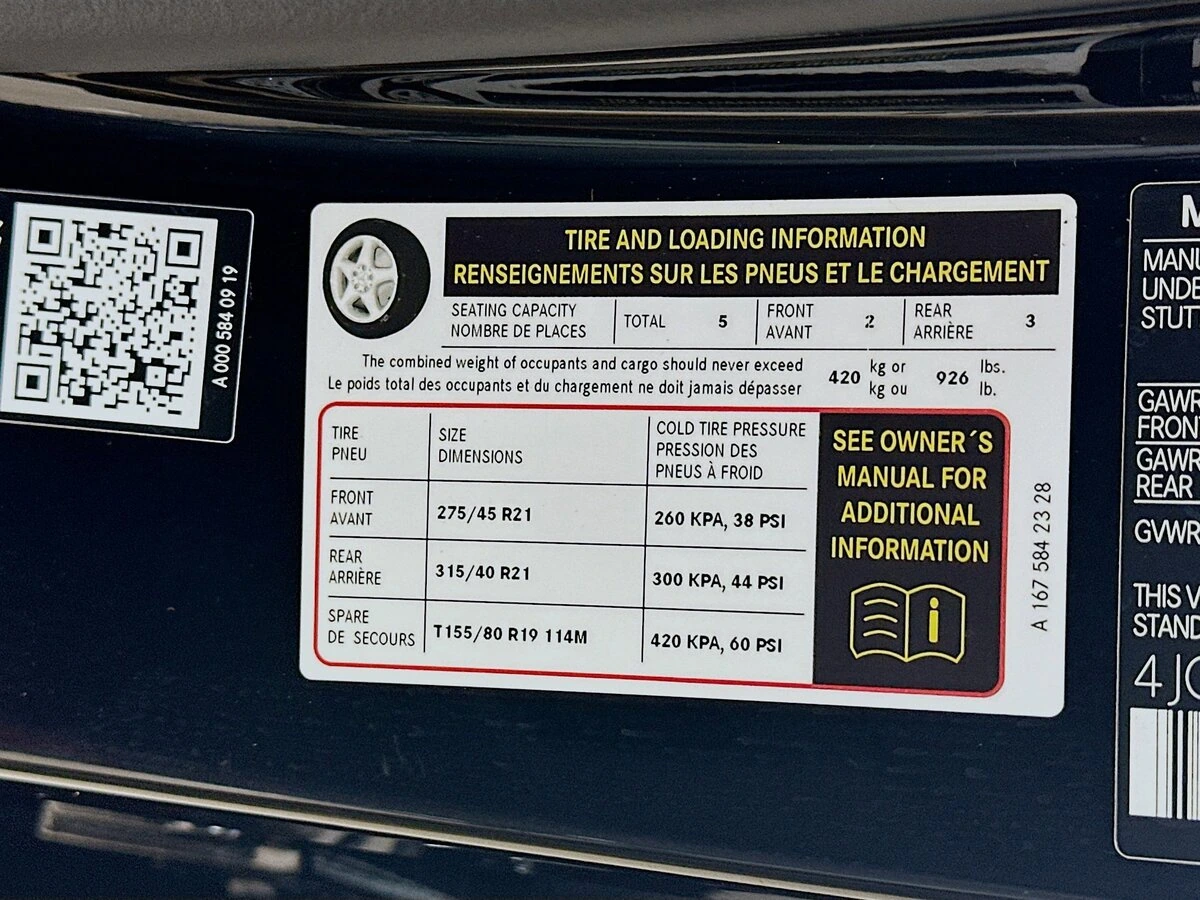 A 000 584 09 19
TIRE AND LOADING INFORMATION
RENSEIGNEMENTS SUR LES PNEUS ET LE CHARGEMENT
SEATING CAPACITY
NOMBRE DE PLACES
TOTAL 5
FRONT
AVANT
2
REAR
ARRIÈRE
3
The combined weight of occupants and cargo should never exceed
Le poids total des occupants et du chargement ne doit jamais dépasser
420
kg or
kg ou
926
lbs.
lb.
TIRE
PNEU
SIZE
DIMENSIONS
COLD TIRE PRESSURE
PRESSION DES
PNEUS À FROID
FRONT
AVANT
275/45 R21
260 KPA, 38 PSI
REAR
ARRIÈRE
315/40 R21
300 KPA, 44 PSI
SPARE
DE SECOURS
T155/80 R19 114M
420 KPA, 60 PSI
SEE OWNER´S
MANUAL FOR
ADDITIONAL
INFORMATION
A 167 584 23 28
MANU
UNDE
STUTT
GAWR
FRONT
GAWR
REAR
GVWR
THIS V
STAND
4JG